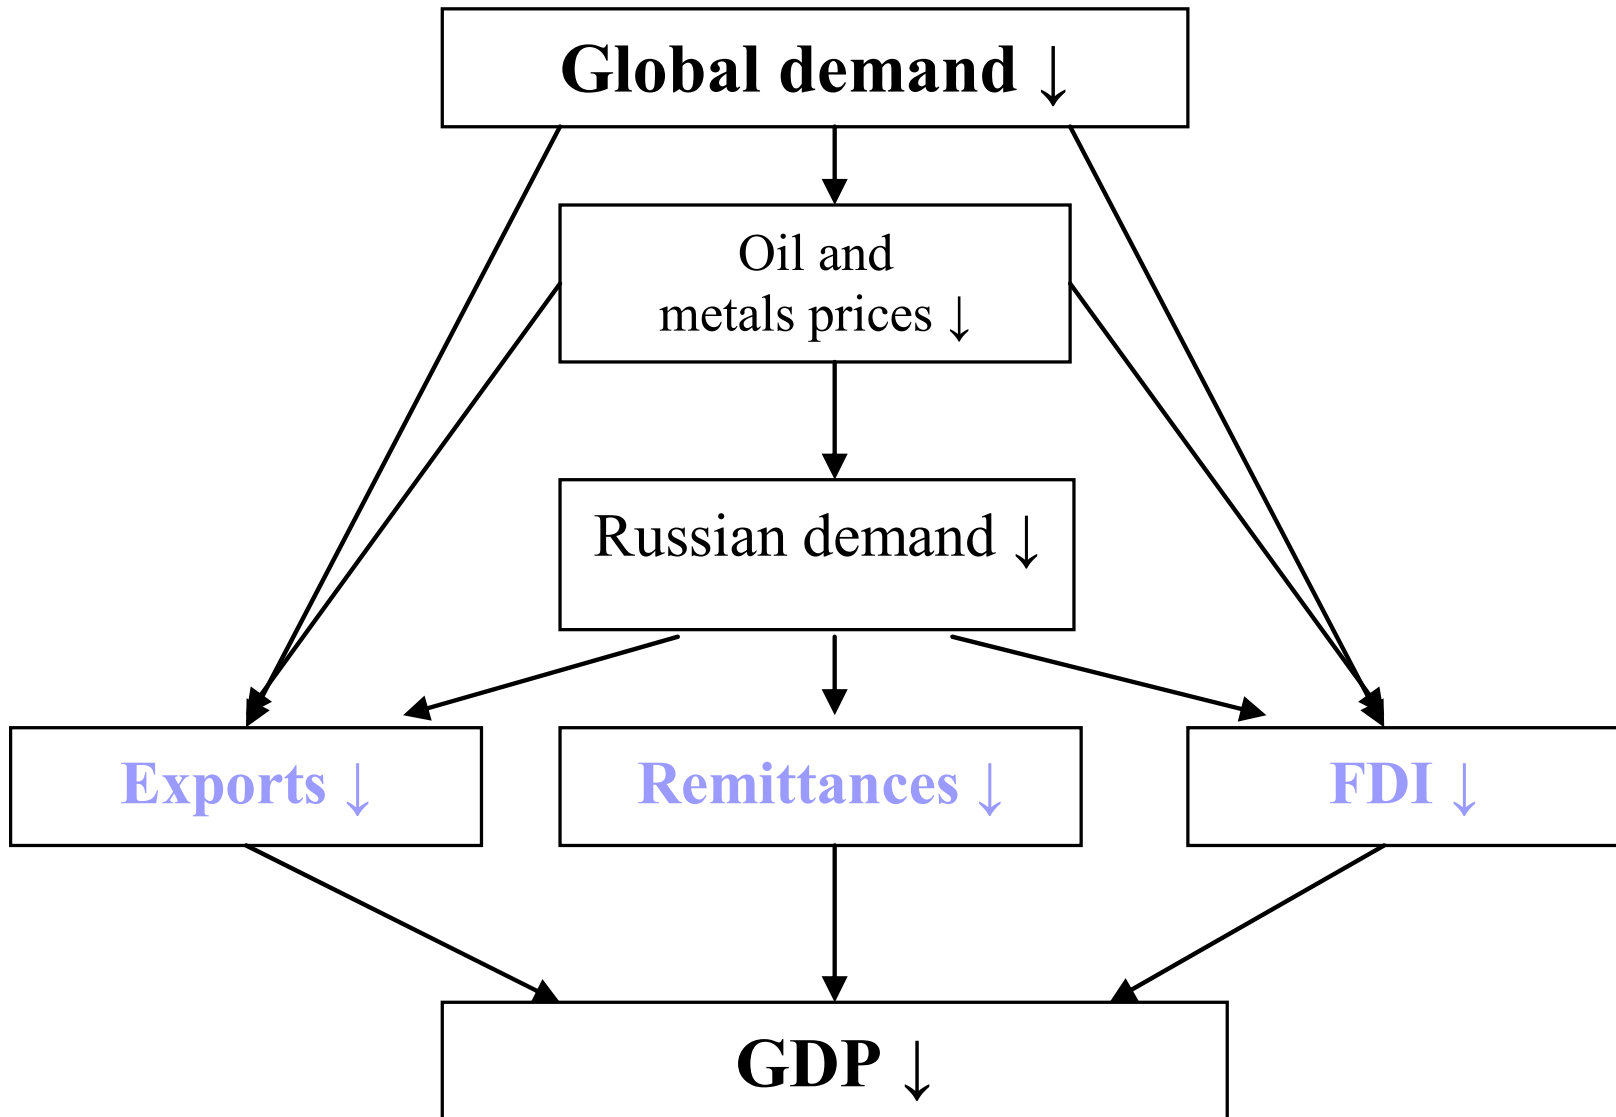 Global demand ↓
Oil and
metals prices ↓
Russian demand ↓
Exports ↓
Remittances ↓
FDI ↓
GDP ↓